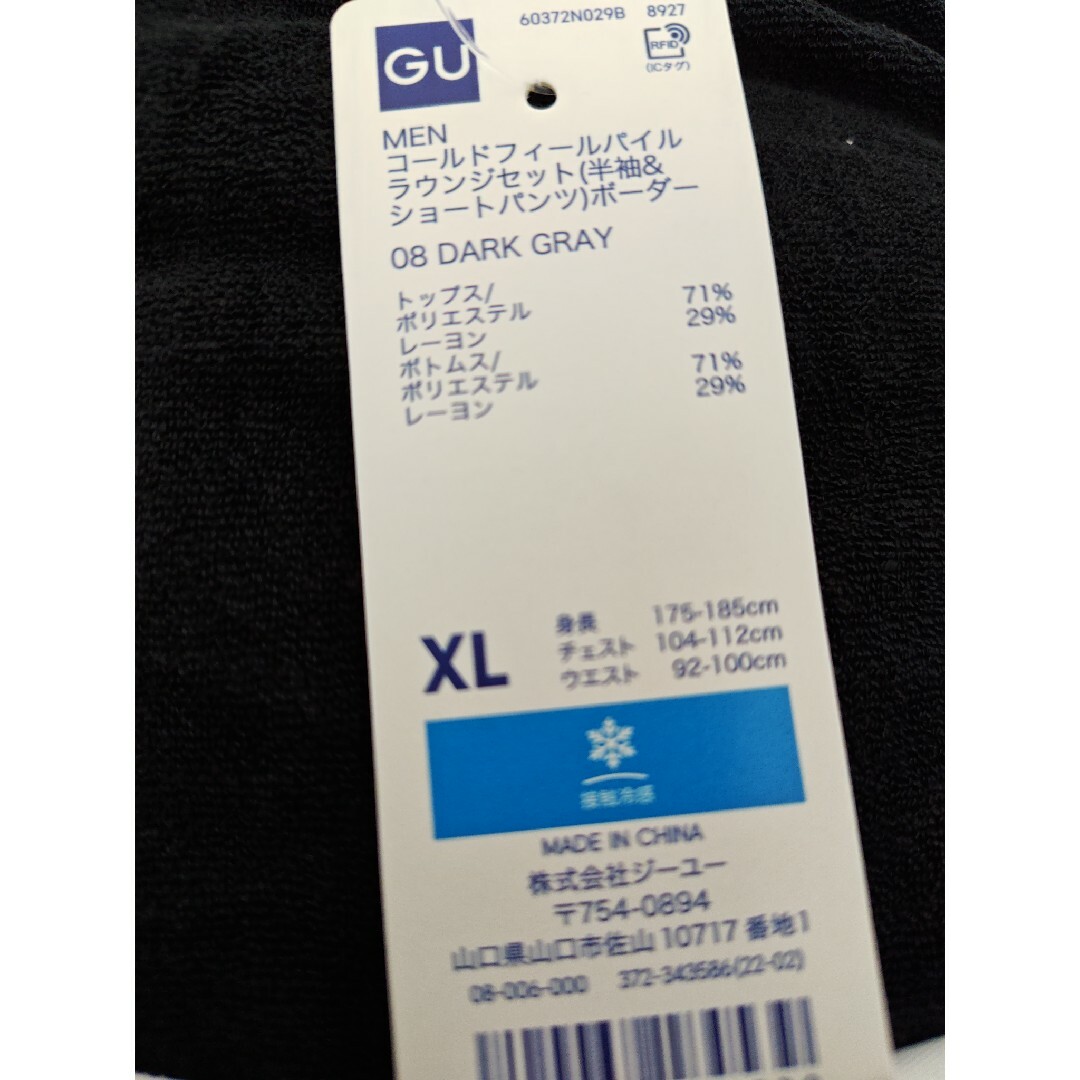 GU
60372N029B 8927
RFID
(ICタグ)
MEN
コールドフィールパイル
ラウンジセット(半袖&
ショートパンツ)ボーダー
08 DARK GRAY
トップス/
ポリエステル 71%
レーヨン 29%
ボトムス/
ポリエステル 71%
レーヨン 29%
XL
身長 175-185cm
チェスト 104-112cm
ウエスト 92-100cm
接触冷感
MADE IN CHINA
株式会社ジーユー
〒754-0894
山口県山口市佐山10717番地1
08-006-000 372-343586(22-02)